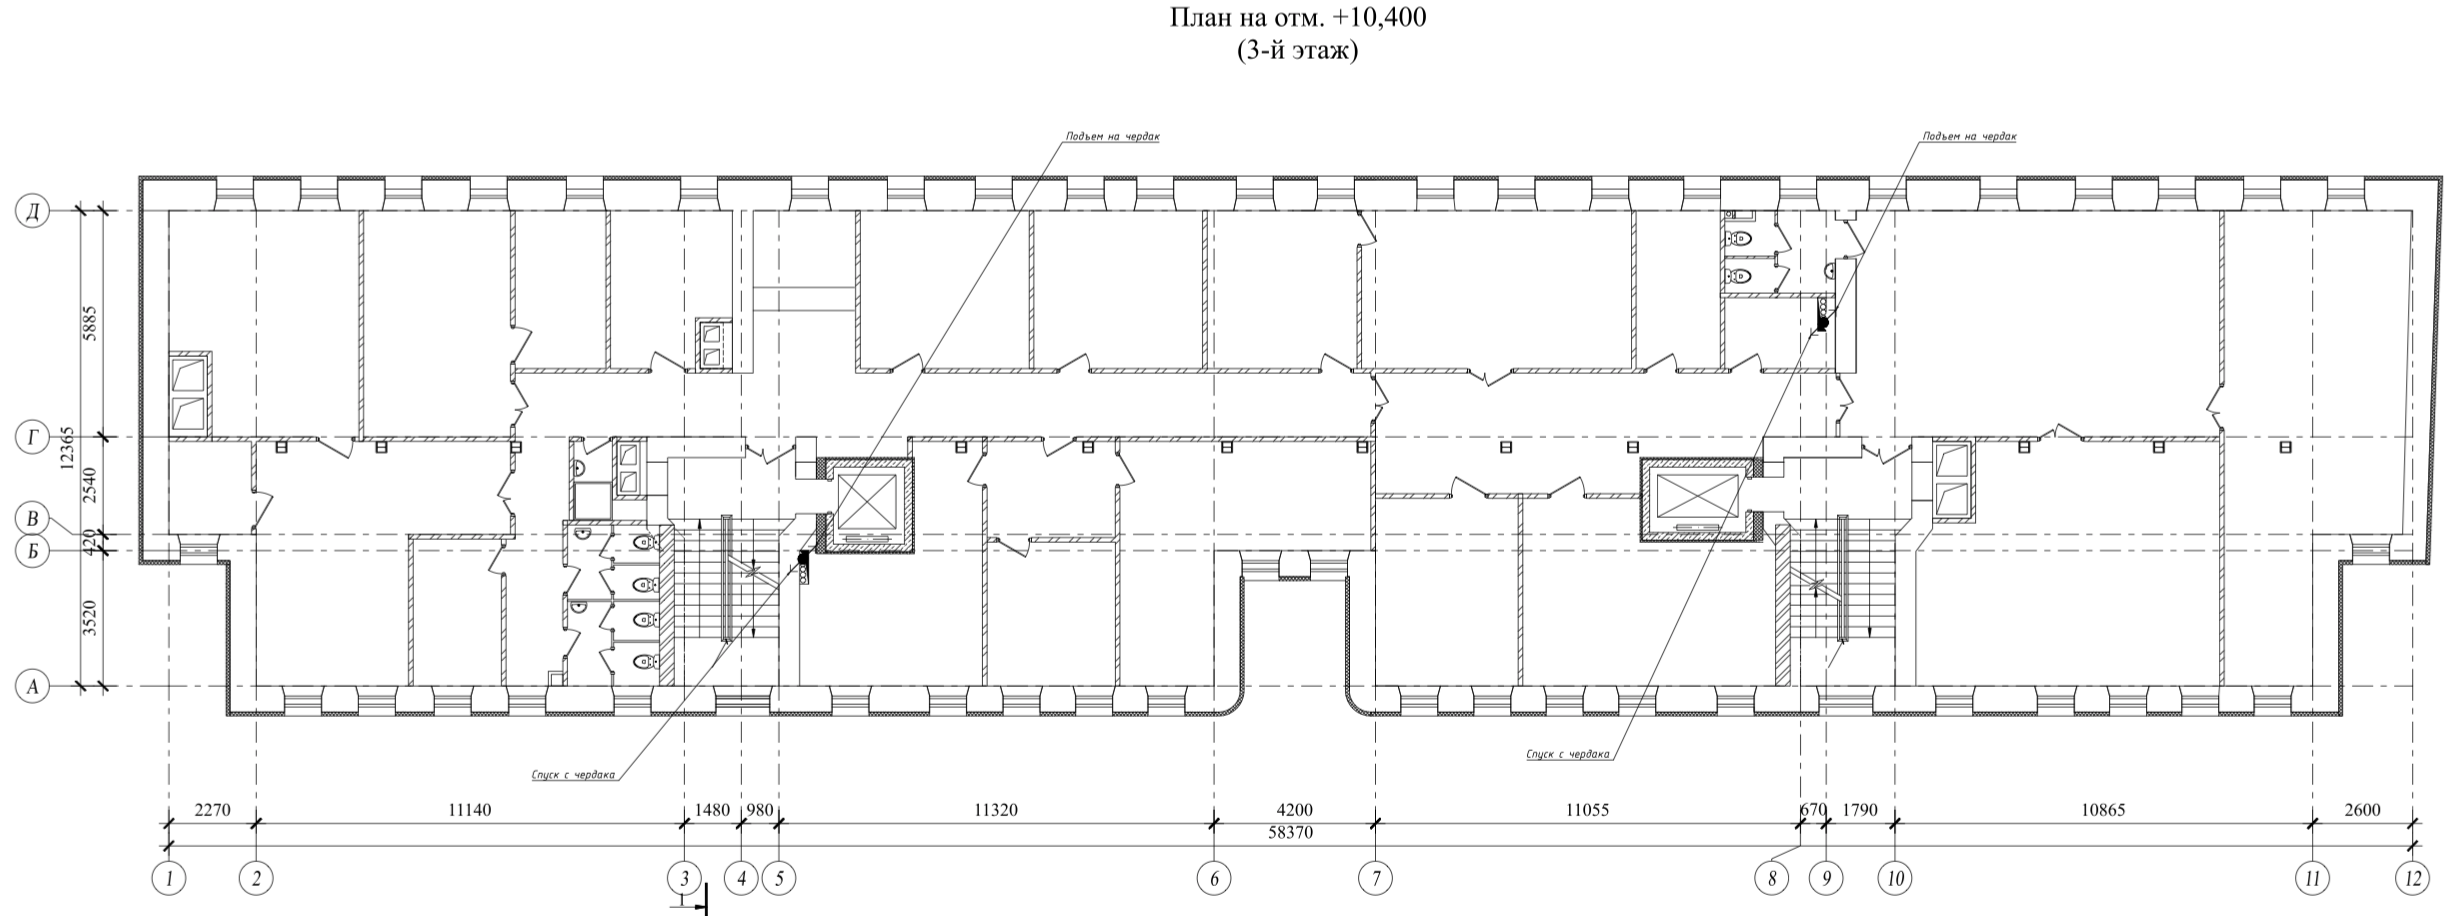 План на отм. +10,400
(3-й этаж)
Подъем на чердак
Подъем на чердак
Д
5885
Г
12365
2540
В
420
Б
3520
А
Спуск с чердака
Спуск с чердака
2270
11140
1480
980
11320
4200
11055
670
1790
10865
2600
58370
1
2
3
4
5
6
7
8
9
10
11
12
1